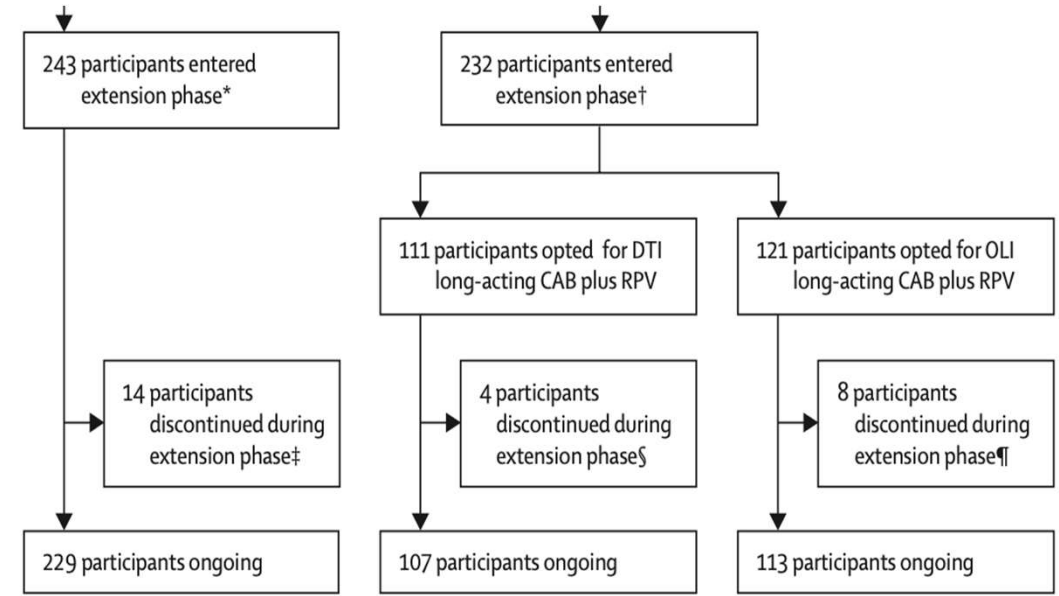 243 participants entered
extension phase*
232 participants entered
extension phase†
111 participants opted for DTI
long-acting CAB plus RPV
121 participants opted for OLI
long-acting CAB plus RPV
14 participants
discontinued during
extension phase‡
4 participants
discontinued during
extension phase§
8 participants
discontinued during
extension phase¶
229 participants ongoing
107 participants ongoing
113 participants ongoing